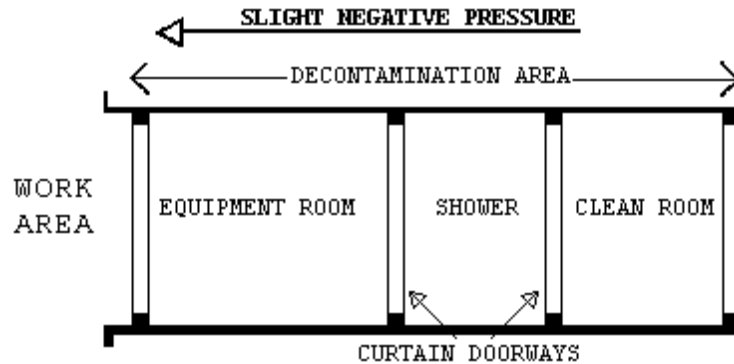 SLIGHT NEGATIVE PRESSURE
DECONTAMINATION AREA
WORK
AREA
EQUIPMENT ROOM
SHOWER
CLEAN ROOM
CURTAIN DOORWAYS